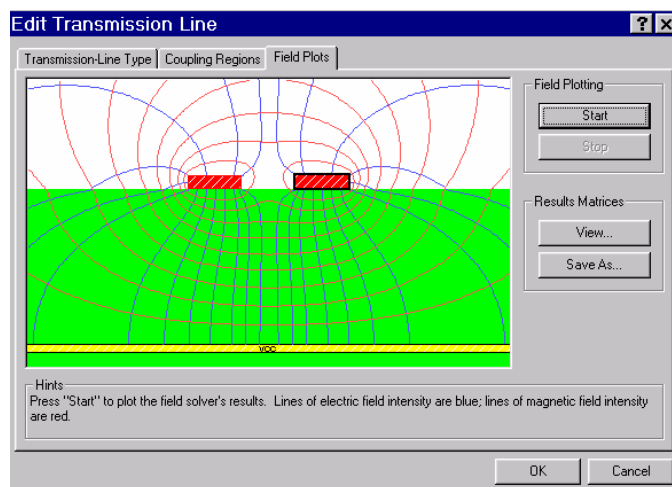 Edit Transmission Line
Transmission-Line Type
Coupling Regions
Field Plots
Field Plotting
Start
Stop
Results Matrices
View...
Save As...
VCC
Hints
Press "Start" to plot the field solver's results. Lines of electric field intensity are blue; lines of magnetic field intensity
are red.
OK
Cancel